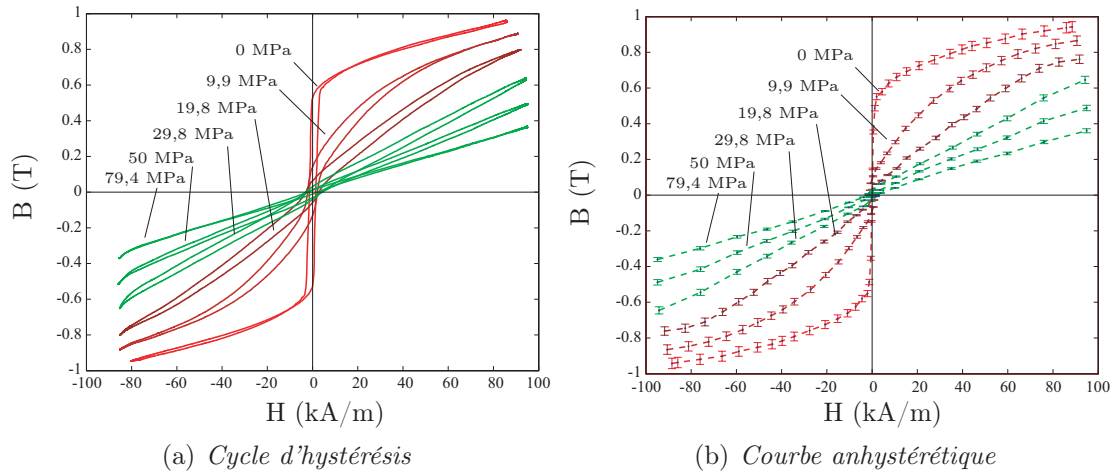 B (T)
1
0.8
0.6
0.4
0.2
0
-0.2
-0.4
-0.6
-0.8
-1
-100 -80 -60 -40 -20 0 20 40 60 80 100
H (kA/m)
0 MPa
9,9 MPa
19,8 MPa
29,8 MPa
50 MPa
79,4 MPa
(a) Cycle d'hystérésis
B (T)
1
0.8
0.6
0.4
0.2
0
-0.2
-0.4
-0.6
-0.8
-1
-100 -80 -60 -40 -20 0 20 40 60 80 100
H (kA/m)
0 MPa
9,9 MPa
19,8 MPa
29,8 MPa
50 MPa
79,4 MPa
(b) Courbe anhystérétique